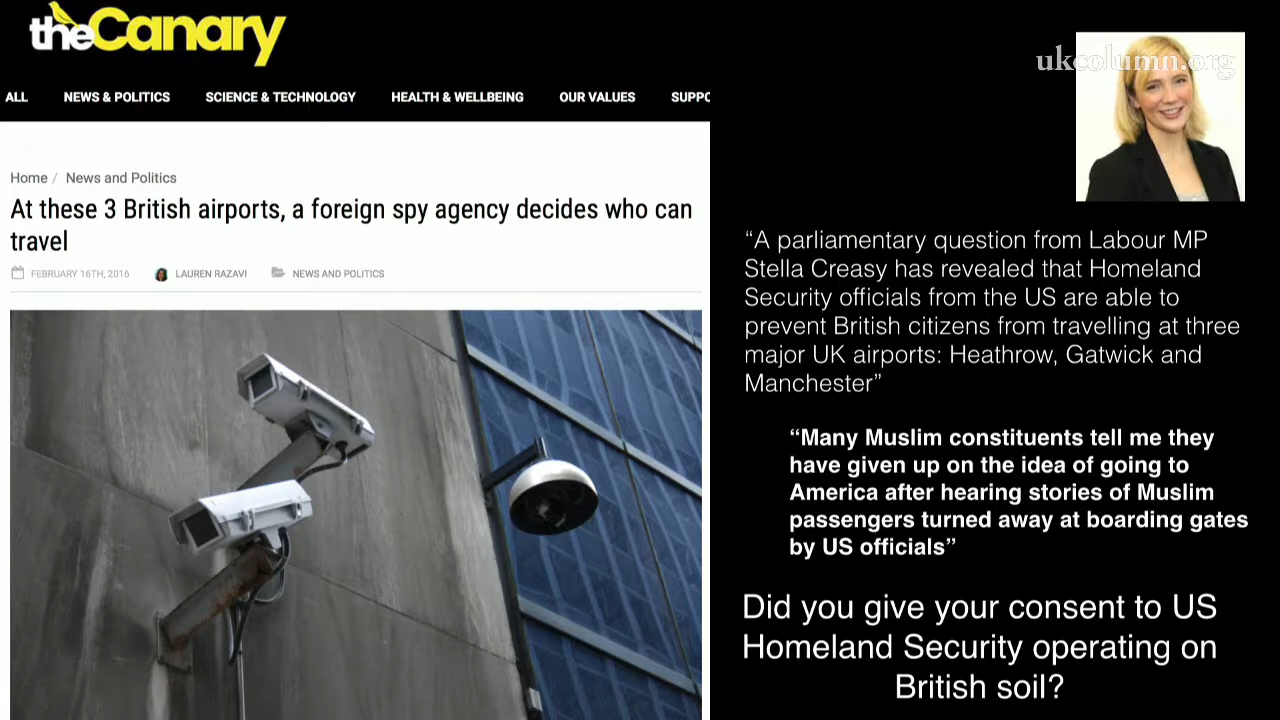 theCanary
ALL NEWS & POLITICS SCIENCE & TECHNOLOGY HEALTH & WELLBEING OUR VALUES SUPPO
Home / News and Politics
At these 3 British airports, a foreign spy agency decides who can
travel
FEBRUARY 16TH, 2016 LAUREN RAZAVI NEWS AND POLITICS
ukcolumn.org
“A parliamentary question from Labour MP
Stella Creasy has revealed that Homeland
Security officials from the US are able to
prevent British citizens from travelling at three
major UK airports: Heathrow, Gatwick and
Manchester”
“Many Muslim constituents tell me they
have given up on the idea of going to
America after hearing stories of Muslim
passengers turned away at boarding gates
by US officials”
Did you give your consent to US
Homeland Security operating on
British soil?